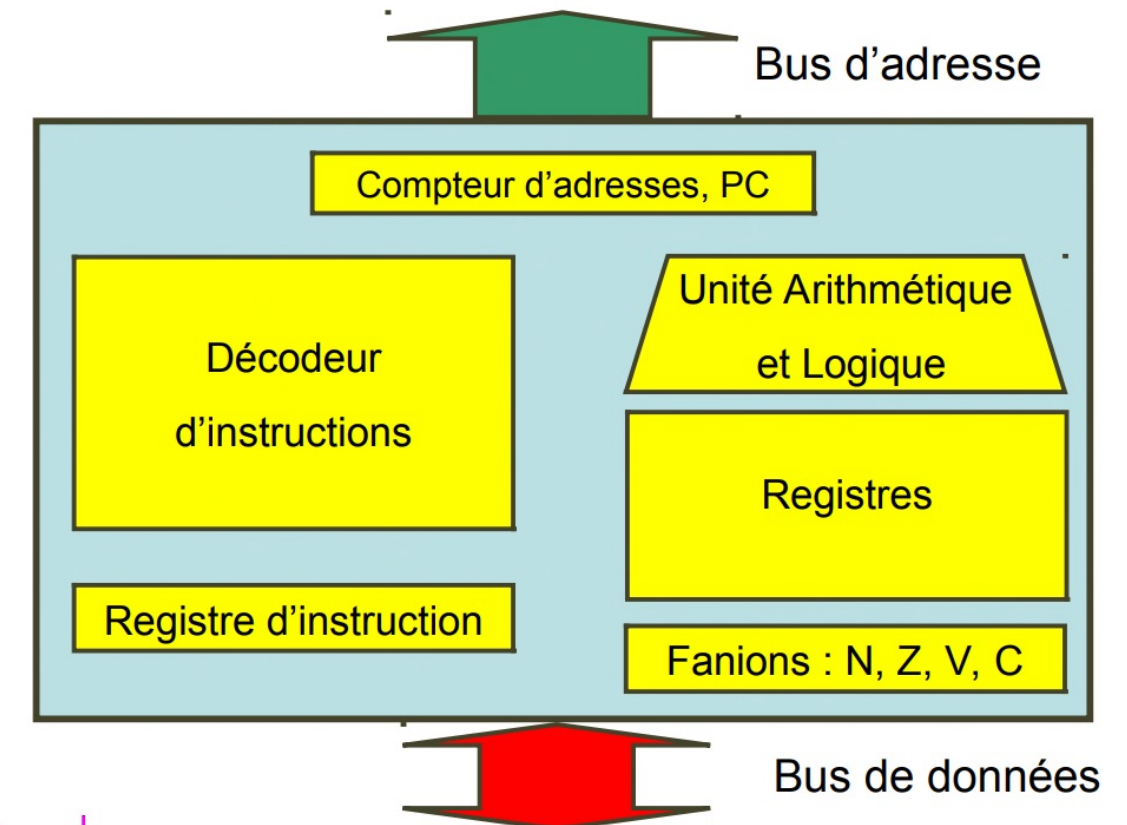 Bus d’adresse
Compteur d’adresses, PC
Décodeur
d’instructions
Unité Arithmétique
et Logique
Registres
Registre d’instruction
Fanions : N, Z, V, C
Bus de données